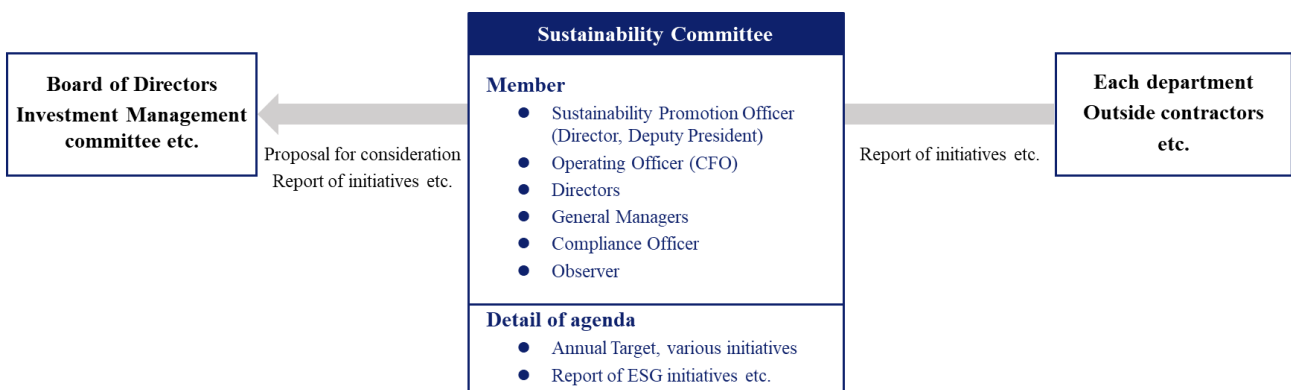 Sustainability Committee
Board of Directors
Investment Management
committee etc.
Proposal for consideration
Report of initiatives etc.
Member
● Sustainability Promotion Officer
(Director, Deputy President)
● Operating Officer (CFO)
● Directors
● General Managers
● Compliance Officer
● Observer
Detail of agenda
● Annual Target, various initiatives
● Report of ESG initiatives etc.
Report of initiatives etc.
Each department
Outside contractors
etc.